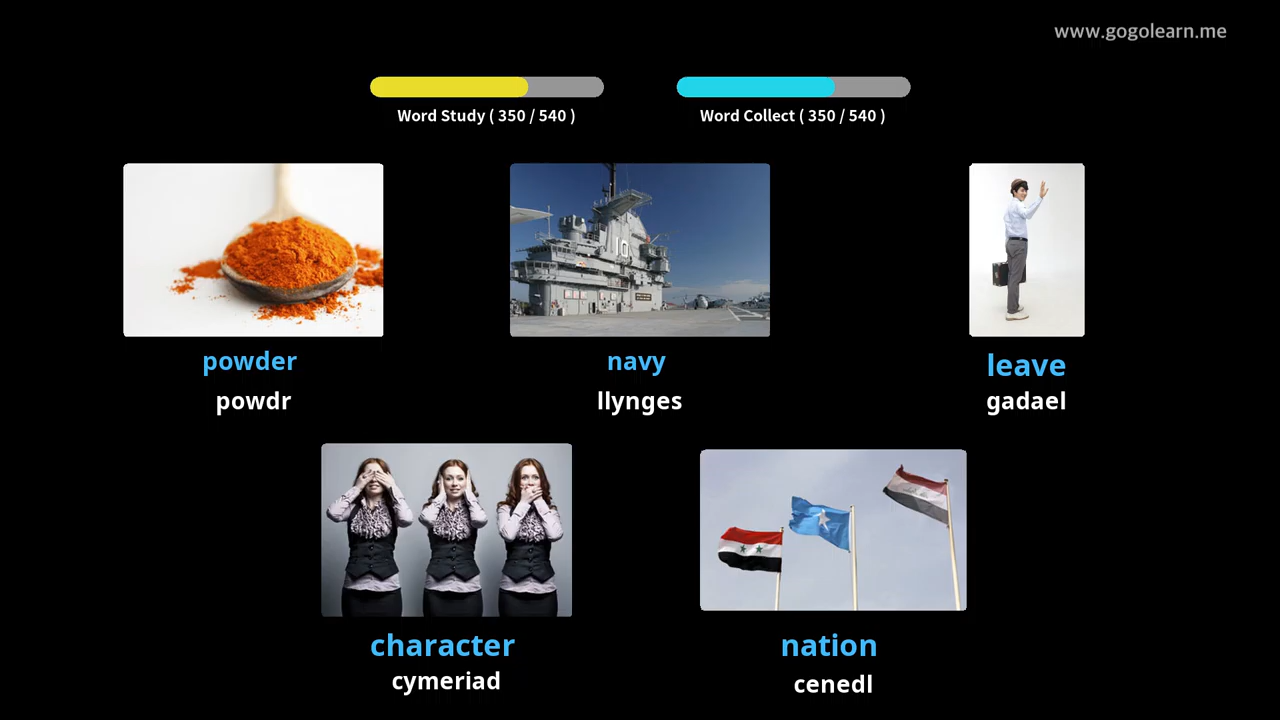 www.gogolearn.me
Word Study ( 350 / 540 )
Word Collect ( 350 / 540 )
10
powder
navy
leave
powdr
llynges
gadael
character
nation
cymeriad
cenedl